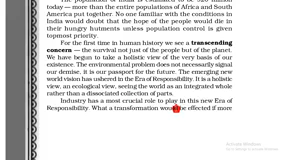 today — more than the entire populations of Africa and South
America put together. No one familiar with the conditions in
India would doubt that the hope of the people would die in
their hungry hutments unless population control is given
topmost priority.
For the first time in human history we see a transcending
concern — the survival not just of the people but of the planet.
We have begun to take a holistic view of the very basis of our
existence. The environmental problem does not necessarily signal
our demise, it is our passport for the future. The emerging new
world vision has ushered in the Era of Responsibility. It is a holistic
view, an ecological view, seeing the world as an integrated whole
rather than a dissociated collection of parts.
Industry has a most crucial role to play in this new Era of
Responsibility. What a transformation would be effected if more
Activate Windows